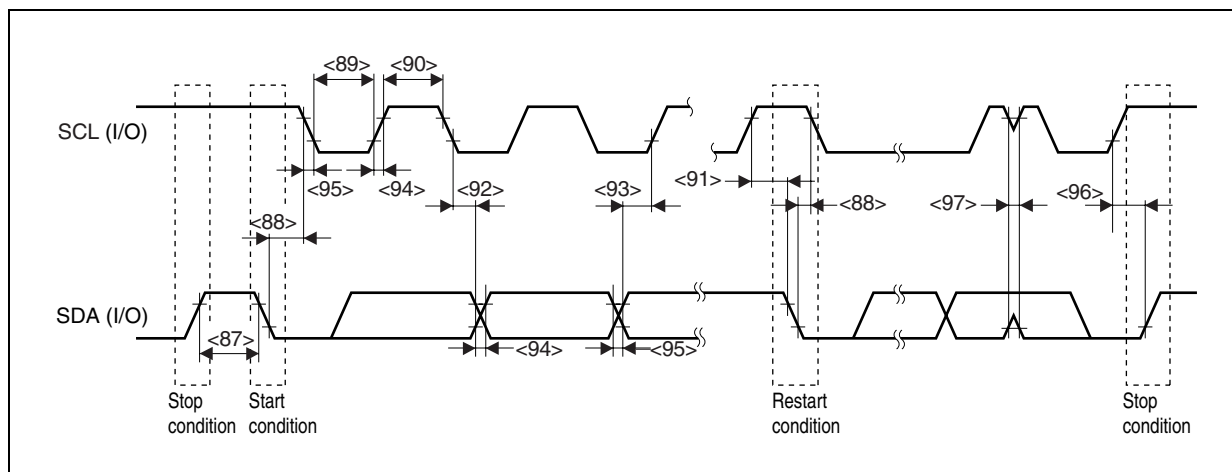 <89>
<90>
SCL (I/O)
<95>
<94>
<92>
<93>
<91>
<88>
<97>
<96>
<88>
SDA (I/O)
<87>
<94>
<95>
Stop
condition
Start
condition
Restart
condition
Stop
condition